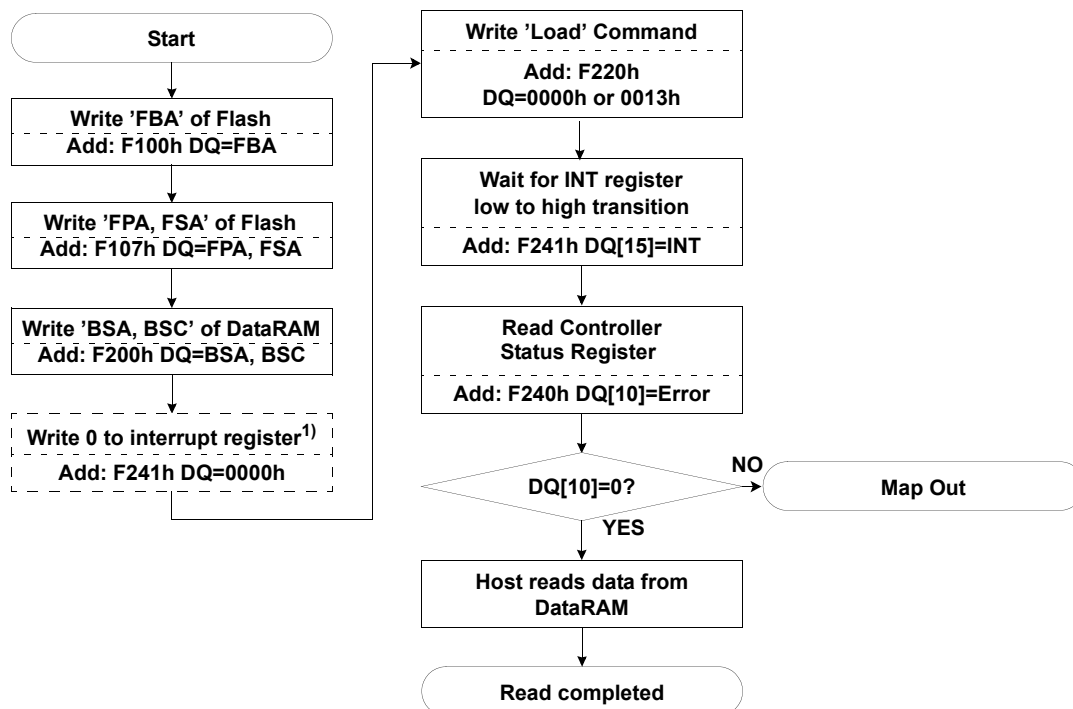 Start
Write ’FBA’ of Flash
Add: F100h DQ=FBA
Write ’FPA, FSA’ of Flash
Add: F107h DQ=FPA, FSA
Write ’BSA, BSC’ of DataRAM
Add: F200h DQ=BSA, BSC
Write 0 to interrupt register1)
Add: F241h DQ=0000h
Write ’Load’ Command
Add: F220h
DQ=0000h or 0013h
Wait for INT register
low to high transition
Add: F241h DQ[15]=INT
Read Controller
Status Register
Add: F240h DQ[10]=Error
DQ[10]=0?
NO
Map Out
YES
Host reads data from
DataRAM
Read completed